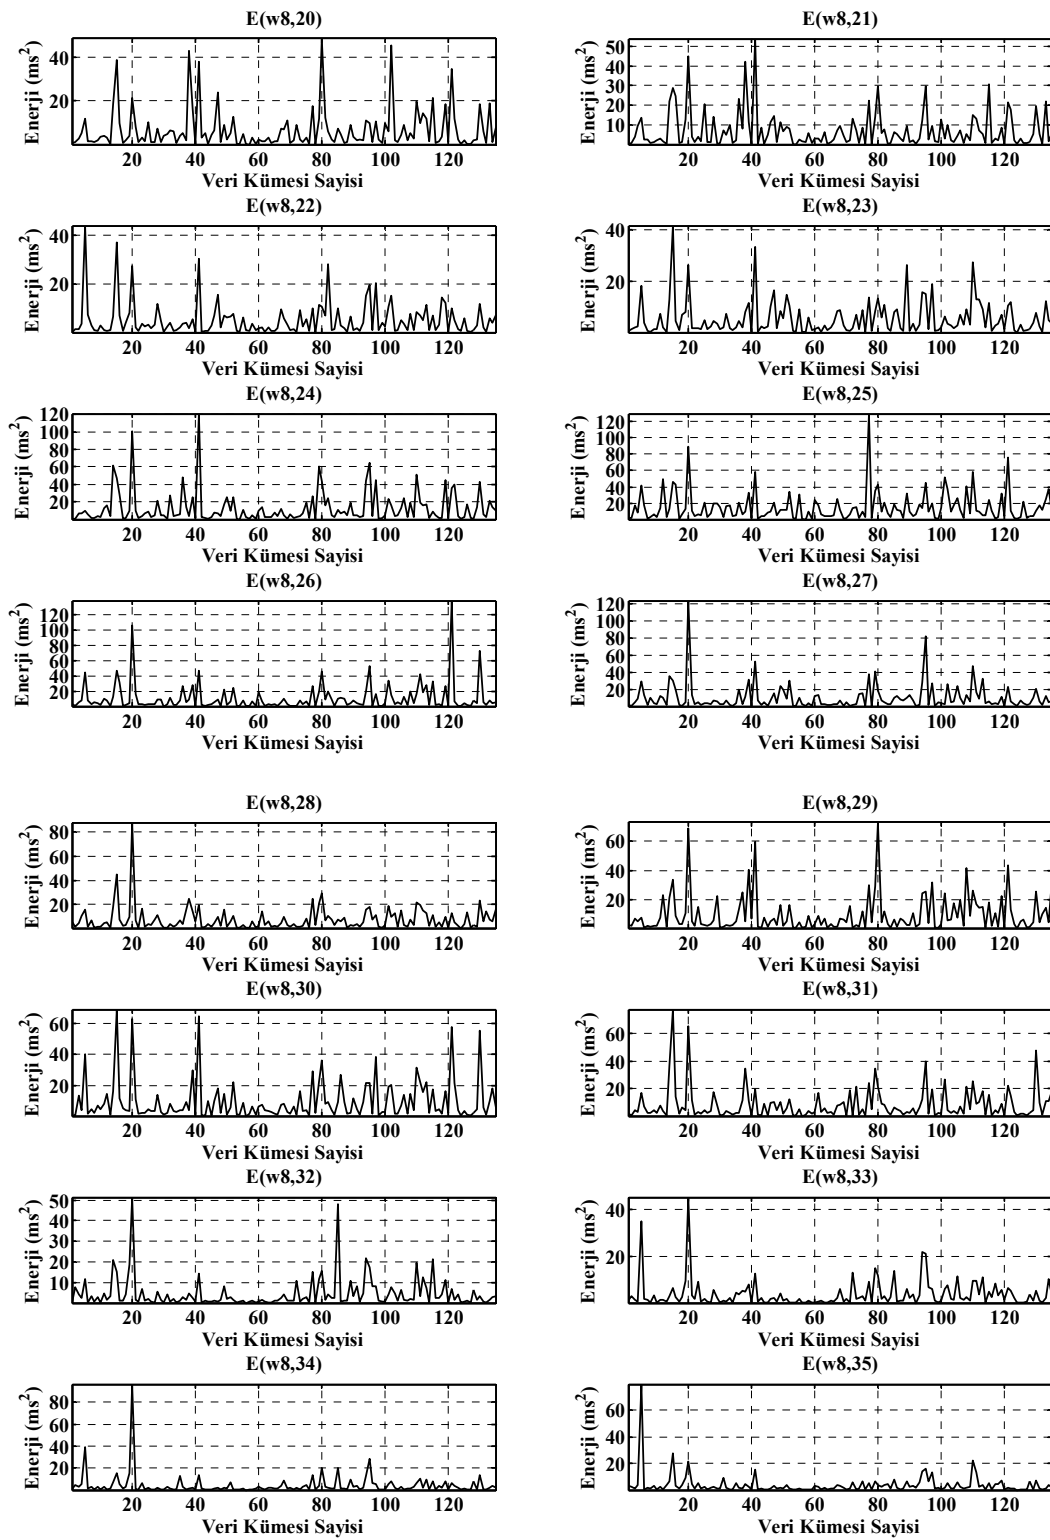 E(w8,20)
Enerji (ms2)
40
20
20 40 60 80 100 120
Veri Kümesi Sayisi
E(w8,21)
Enerji (ms2)
50
40
30
20
10
20 40 60 80 100 120
Veri Kümesi Sayisi
E(w8,22)
Enerji (ms2)
40
20
20 40 60 80 100 120
Veri Kümesi Sayisi
E(w8,23)
Enerji (ms2)
40
20
20 40 60 80 100 120
Veri Kümesi Sayisi
E(w8,24)
Enerji (ms2)
120
100
80
60
40
20
20 40 60 80 100 120
Veri Kümesi Sayisi
E(w8,25)
Enerji (ms2)
120
100
80
60
40
20
20 40 60 80 100 120
Veri Kümesi Sayisi
E(w8,26)
Enerji (ms2)
120
100
80
60
40
20
20 40 60 80 100 120
Veri Kümesi Sayisi
E(w8,27)
Enerji (ms2)
120
100
80
60
40
20
20 40 60 80 100 120
Veri Kümesi Sayisi
E(w8,28)
Enerji (ms2)
80
60
40
20
20 40 60 80 100 120
Veri Kümesi Sayisi
E(w8,29)
Enerji (ms2)
60
40
20
20 40 60 80 100 120
Veri Kümesi Sayisi
E(w8,30)
Enerji (ms2)
60
40
20
20 40 60 80 100 120
Veri Kümesi Sayisi
E(w8,31)
Enerji (ms2)
60
40
20
20 40 60 80 100 120
Veri Kümesi Sayisi
E(w8,32)
Enerji (ms2)
50
40
30
20
10
20 40 60 80 100 120
Veri Kümesi Sayisi
E(w8,33)
Enerji (ms2)
40
20
20 40 60 80 100 120
Veri Kümesi Sayisi
E(w8,34)
Enerji (ms2)
80
60
40
20
20 40 60 80 100 120
Veri Kümesi Sayisi
E(w8,35)
Enerji (ms2)
60
40
20
20 40 60 80 100 120
Veri Kümesi Sayisi